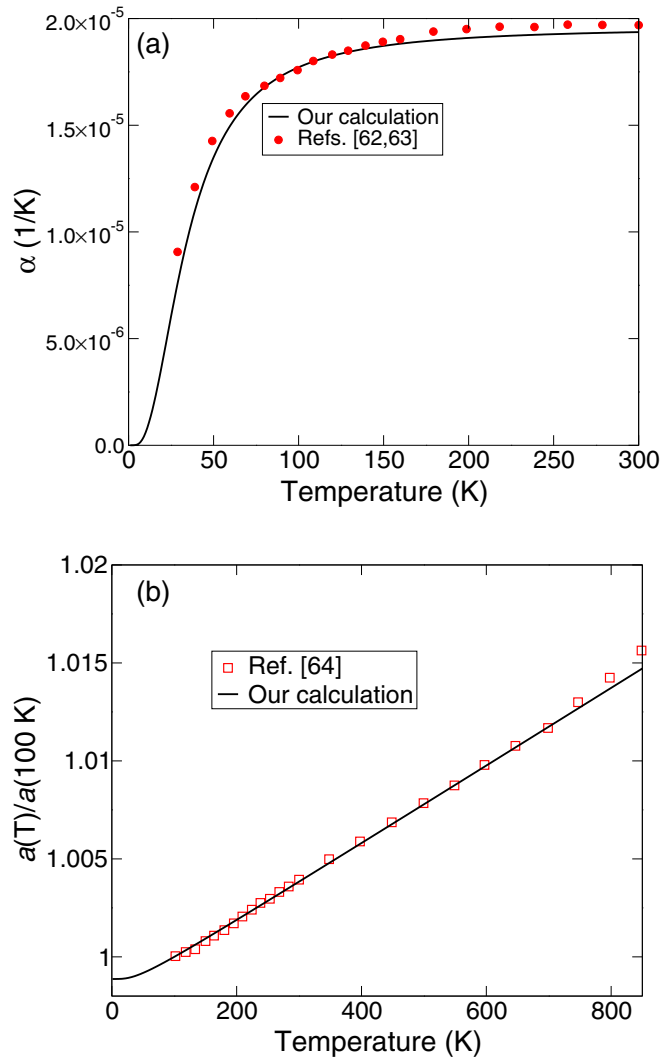 (a)
2.0×10⁻⁵
1.5×10⁻⁵
1.0×10⁻⁵
5.0×10⁻⁶
0.0
α (1/K)
Our calculation
Refs. [62,63]
0 50 100 150 200 250 300
Temperature (K)
(b)
1.02
1.015
1.01
1.005
1
a(T)/a(100 K)
Ref. [64]
Our calculation
0 200 400 600 800
Temperature (K)